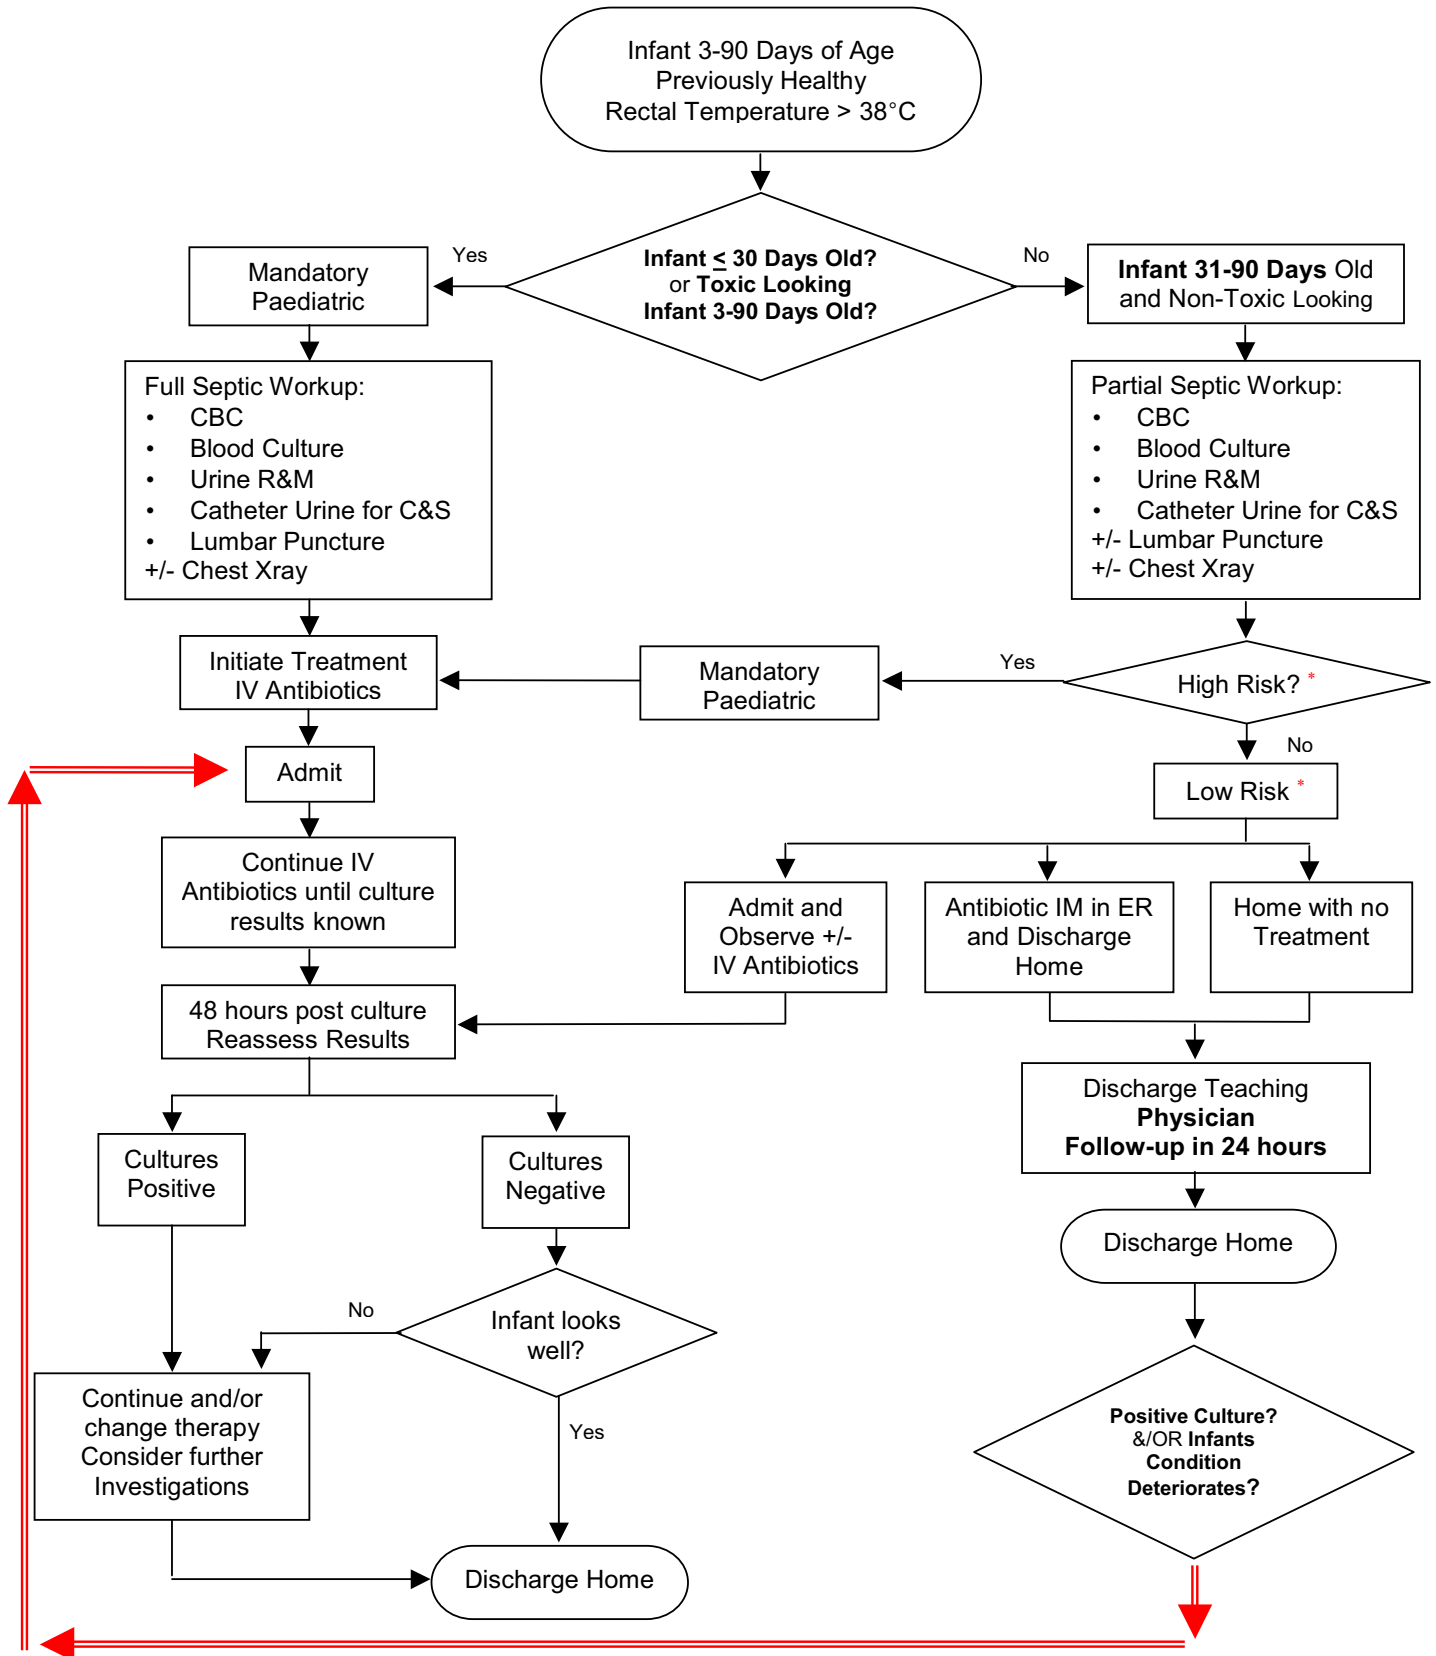 Infant 3-90 Days of Age
Previously Healthy
Rectal Temperature > 38°C
Yes
Infant ≤ 30 Days Old?
or Toxic Looking
Infant 3-90 Days Old?
No
Mandatory
Paediatric
Infant 31-90 Days Old
and Non-Toxic Looking
Full Septic Workup:
• CBC
• Blood Culture
• Urine R&M
• Catheter Urine for C&S
• Lumbar Puncture
+/- Chest Xray
Partial Septic Workup:
• CBC
• Blood Culture
• Urine R&M
• Catheter Urine for C&S
+/- Lumbar Puncture
+/- Chest Xray
Initiate Treatment
IV Antibiotics
Mandatory
Paediatric
Yes
High Risk? *
No
Admit
Low Risk *
Continue IV
Antibiotics until culture
results known
Admit and
Observe +/-
IV Antibiotics
Antibiotic IM in ER
and Discharge
Home
Home with no
Treatment
48 hours post culture
Reassess Results
Discharge Teaching
Physician
Follow-up in 24 hours
Cultures
Positive
Cultures
Negative
Discharge Home
No
Infant looks
well?
Yes
Continue and/or
change therapy
Consider further
Investigations
Positive Culture?
&/OR Infants
Condition
Deteriorates?
Discharge Home